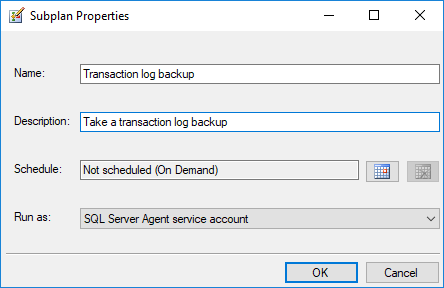 Subplan Properties
Name: Transaction log backup
Description: Take a transaction log backup
Schedule: Not scheduled (On Demand)
Run as: SQL Server Agent service account
OK Cancel